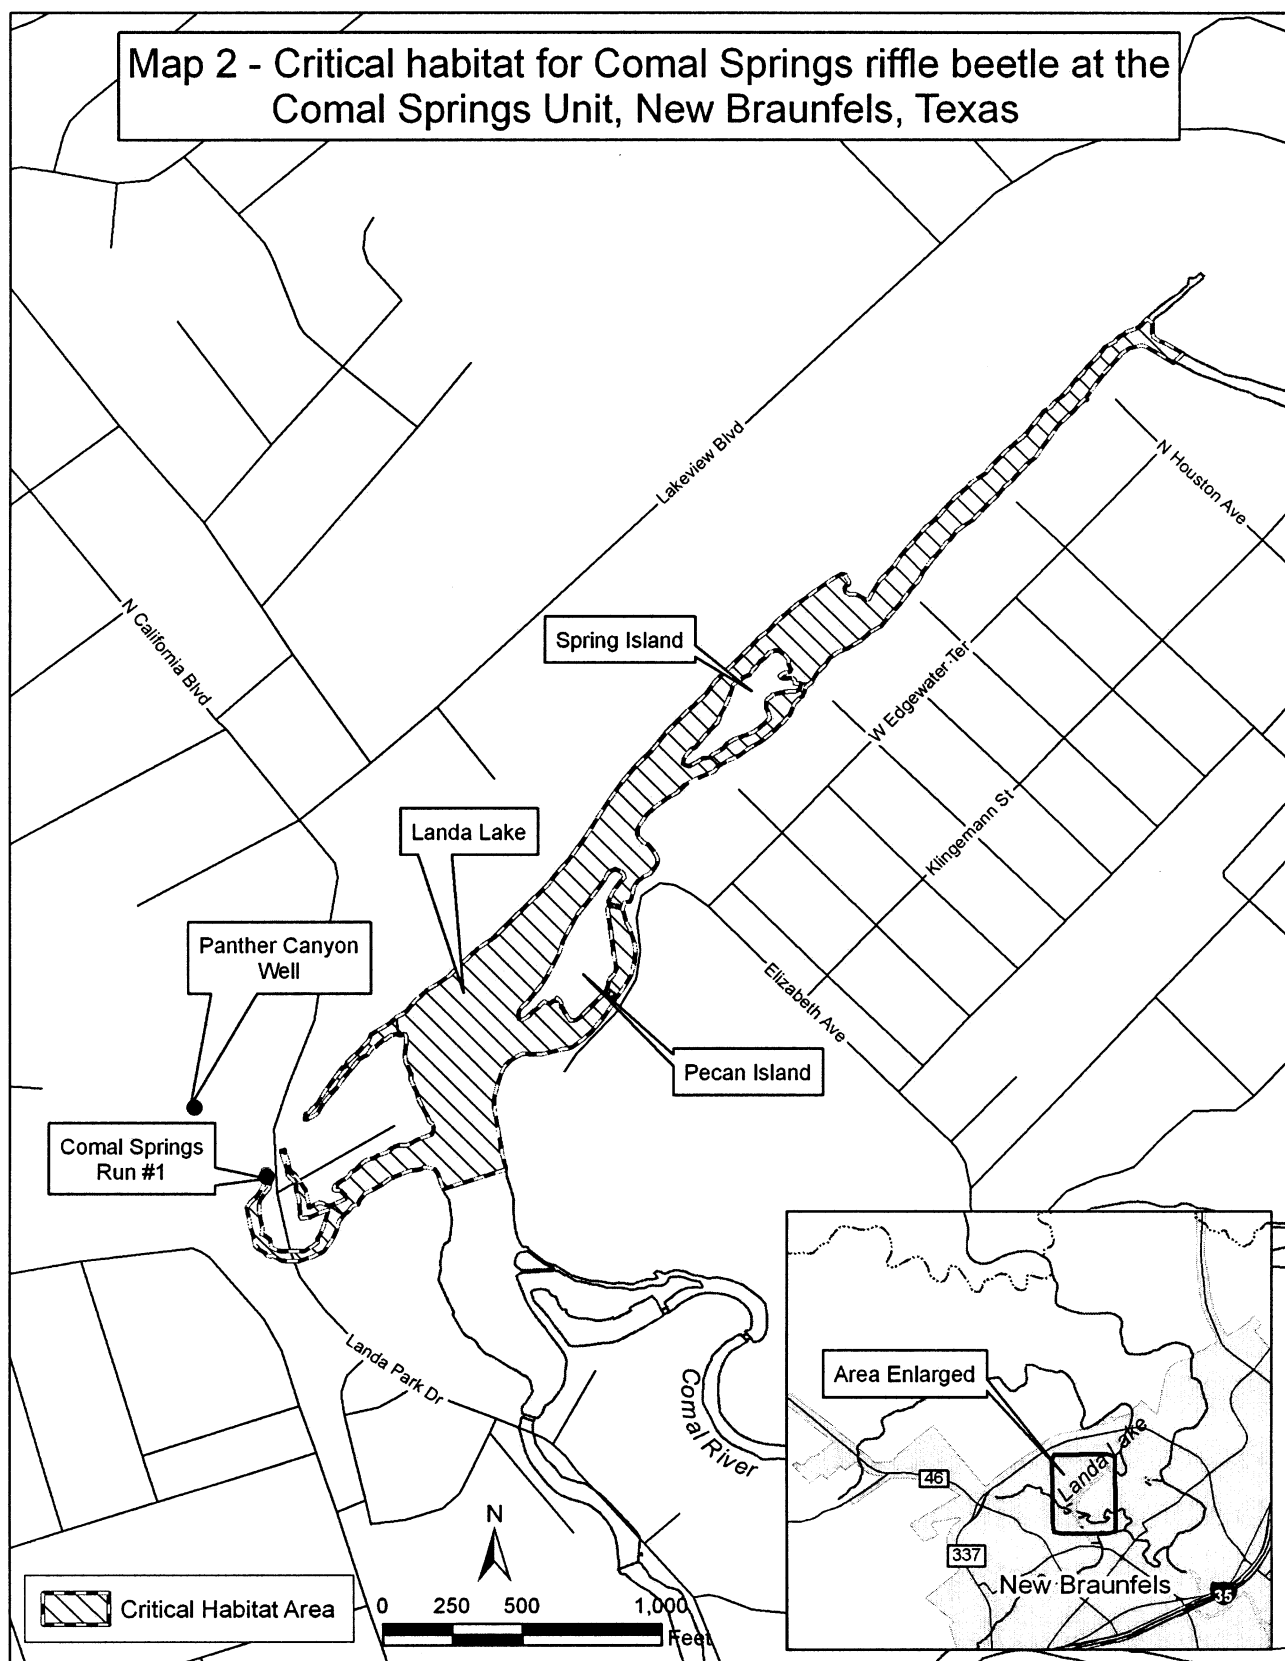 Map 2 - Critical habitat for Comal Springs riffle beetle at the
Comal Springs Unit, New Braunfels, Texas
N Houston Ave
Lakeview Blvd
N California Blvd
Spring Island
W Edgewater Ter
Klingemann St
Landa Lake
Panther Canyon
Well
Elizabeth Ave
Pecan Island
Comal Springs
Run #1
Landa Park Dr
Comal River
Area Enlarged
Landa Lake
46
337
New Braunfels
35
N
Critical Habitat Area
0 250 500 1,000
Feet